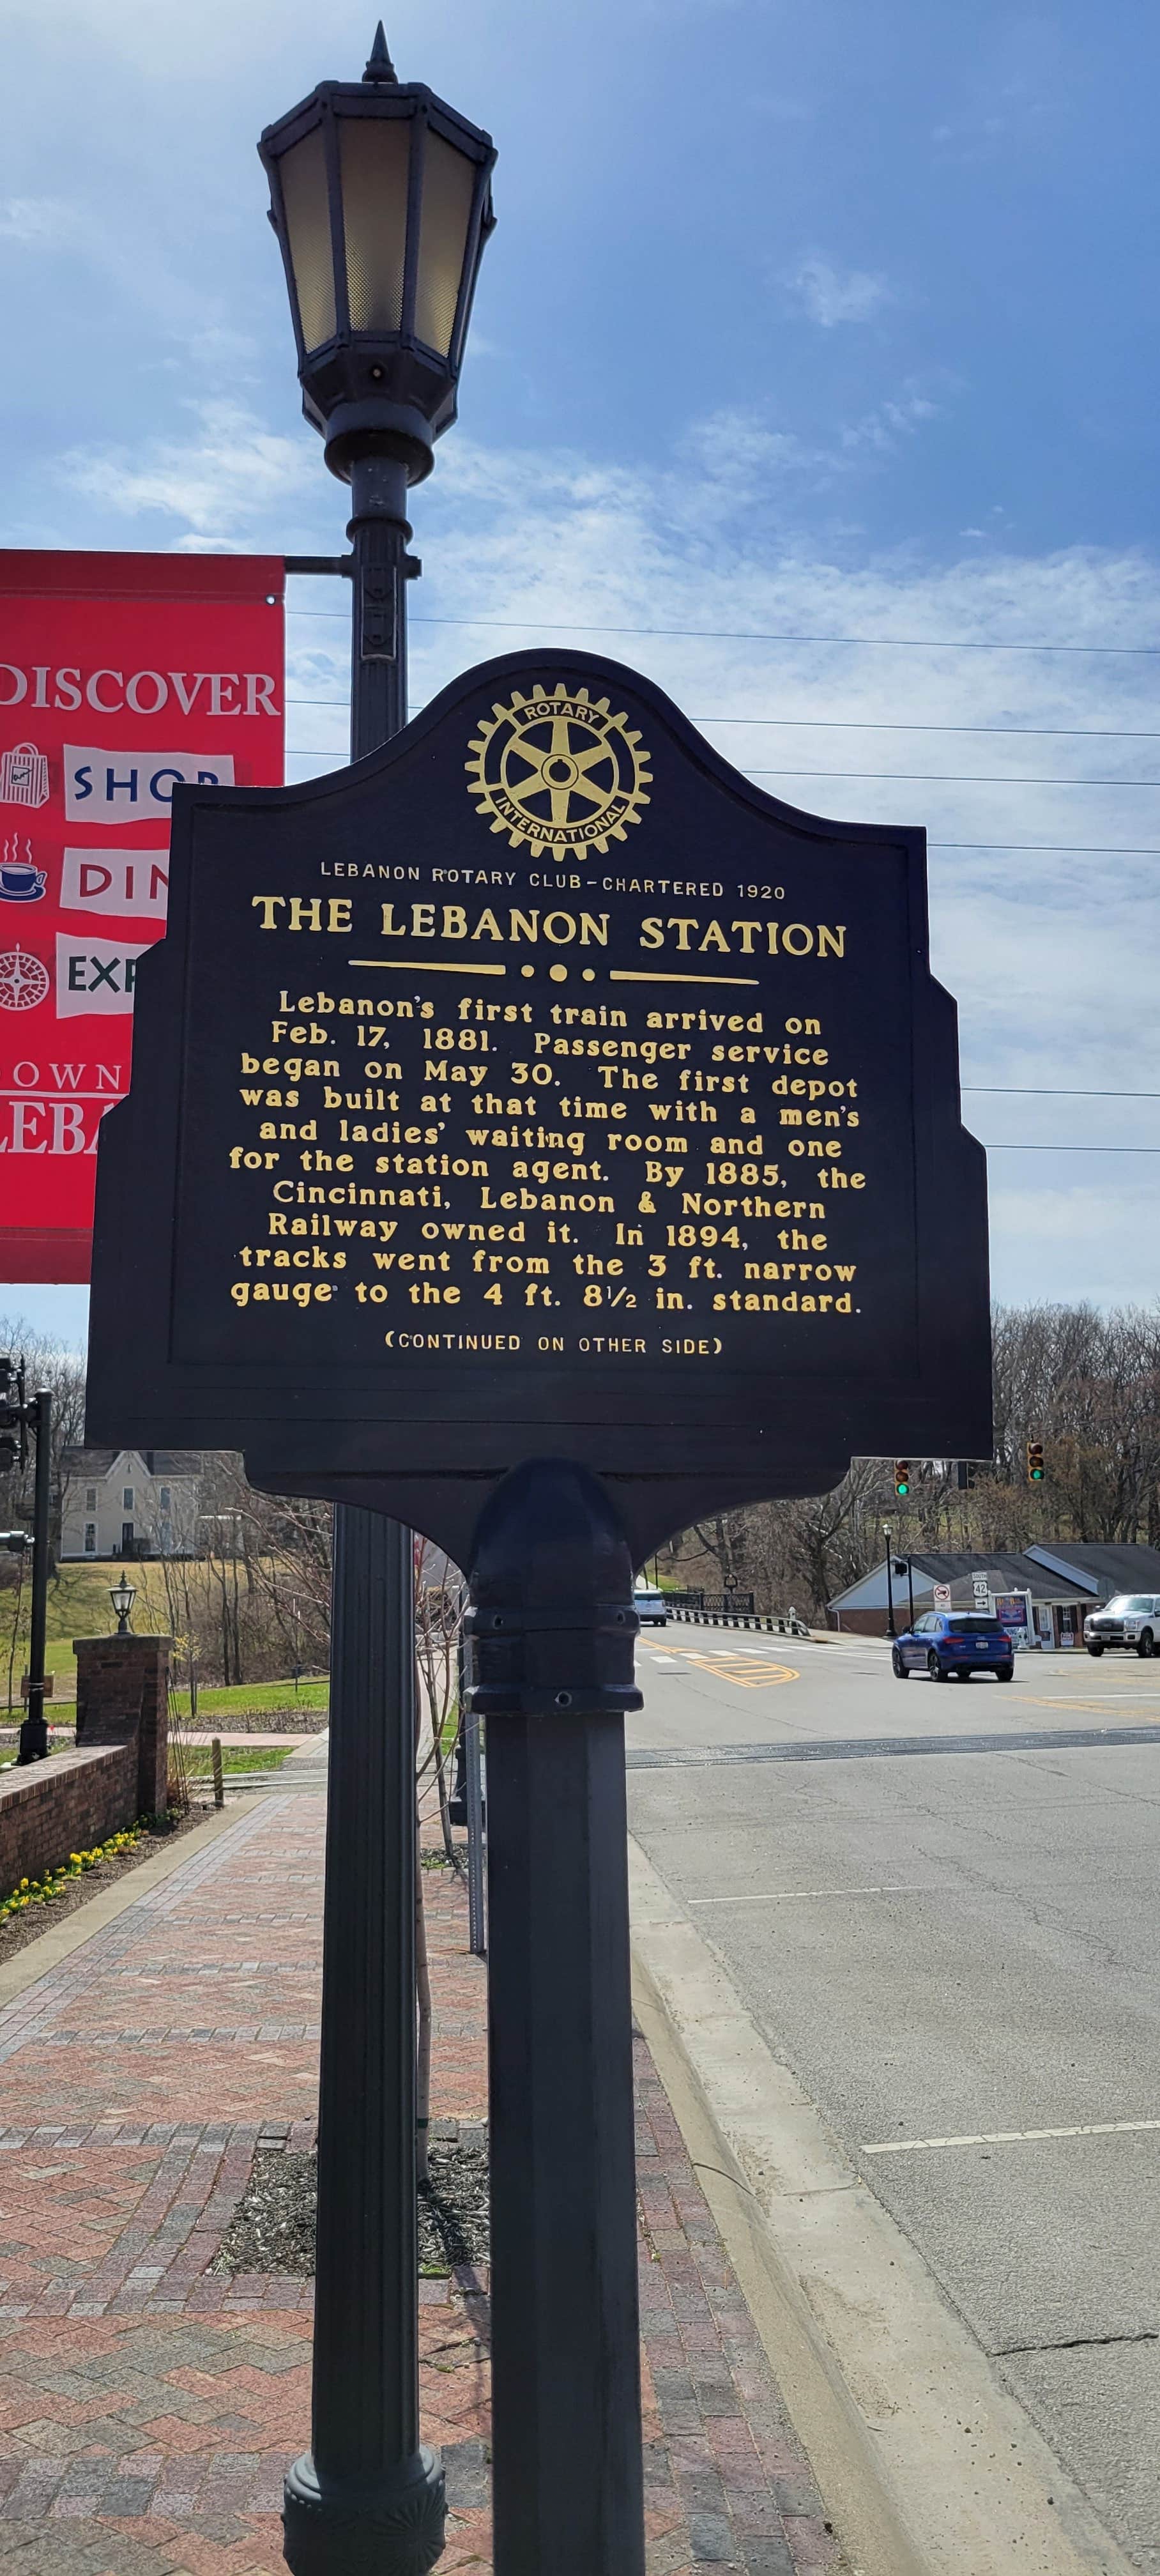 DISCOVER
SHOP
ROTARY
INTERNATIONAL
LEBANON ROTARY CLUB-CHARTERED 1920
THE LEBANON STATION
Lebanon's first train arrived on
Feb. 17, 1881. Passenger service
began on May 30. The first depot
was built at that time with a men's
and ladies' waiting room and one
for the station agent. By 1885, the
Cincinnati, Lebanon & Northern
Railway owned it. In 1894, the
tracks went from the 3 ft. narrow
gauge to the 4 ft. 8½ in. standard.
(CONTINUED ON OTHER SIDE)
42